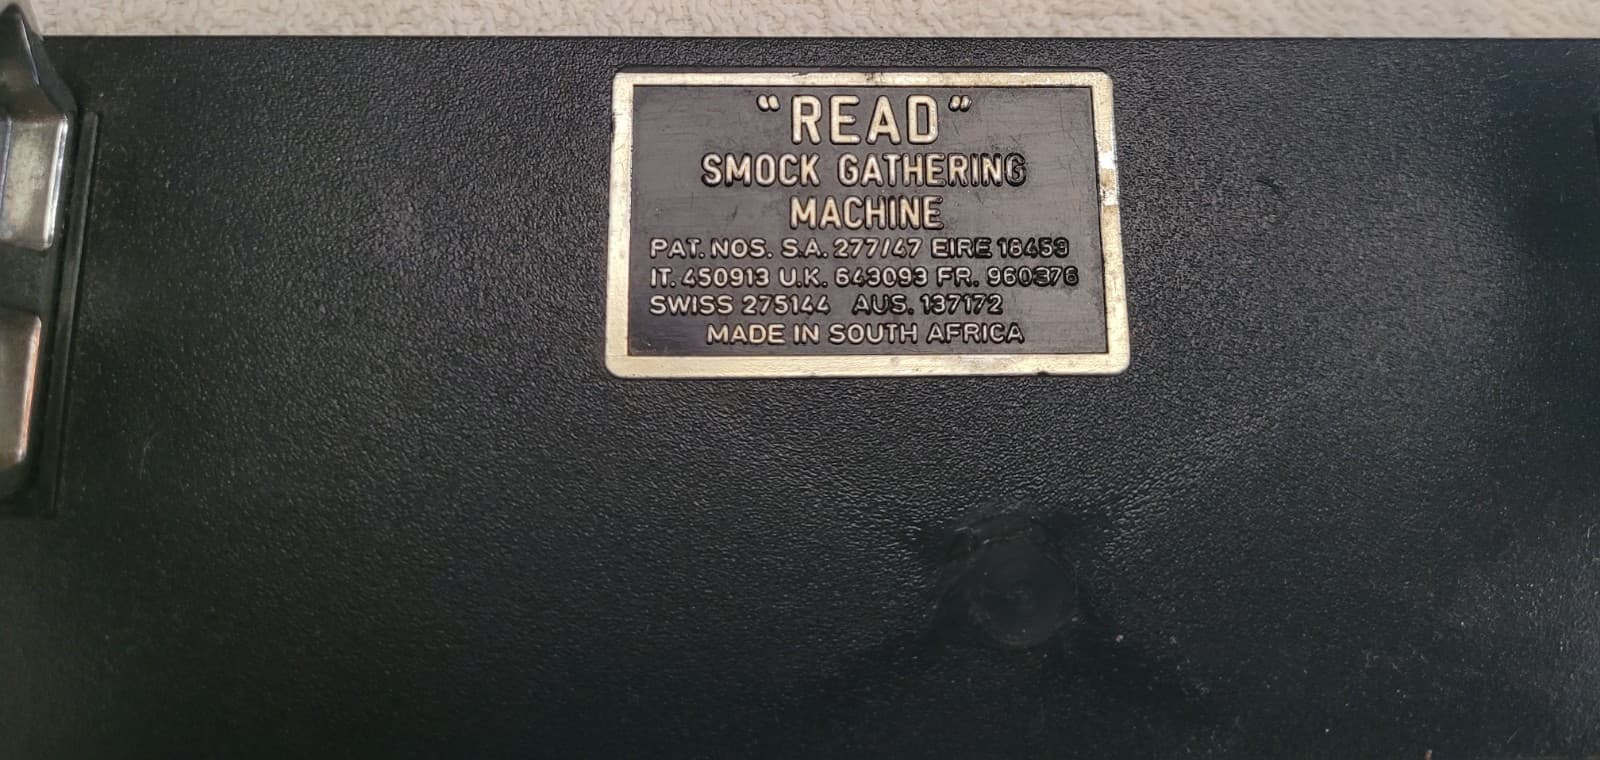 “READ”
SMOCK GATHERING
MACHINE
PAT. NOS. S.A. 277/47 EIRE 18459
IT. 450913 U.K. 643093 FR. 960376
SWISS 275144 AUS. 137172
MADE IN SOUTH AFRICA